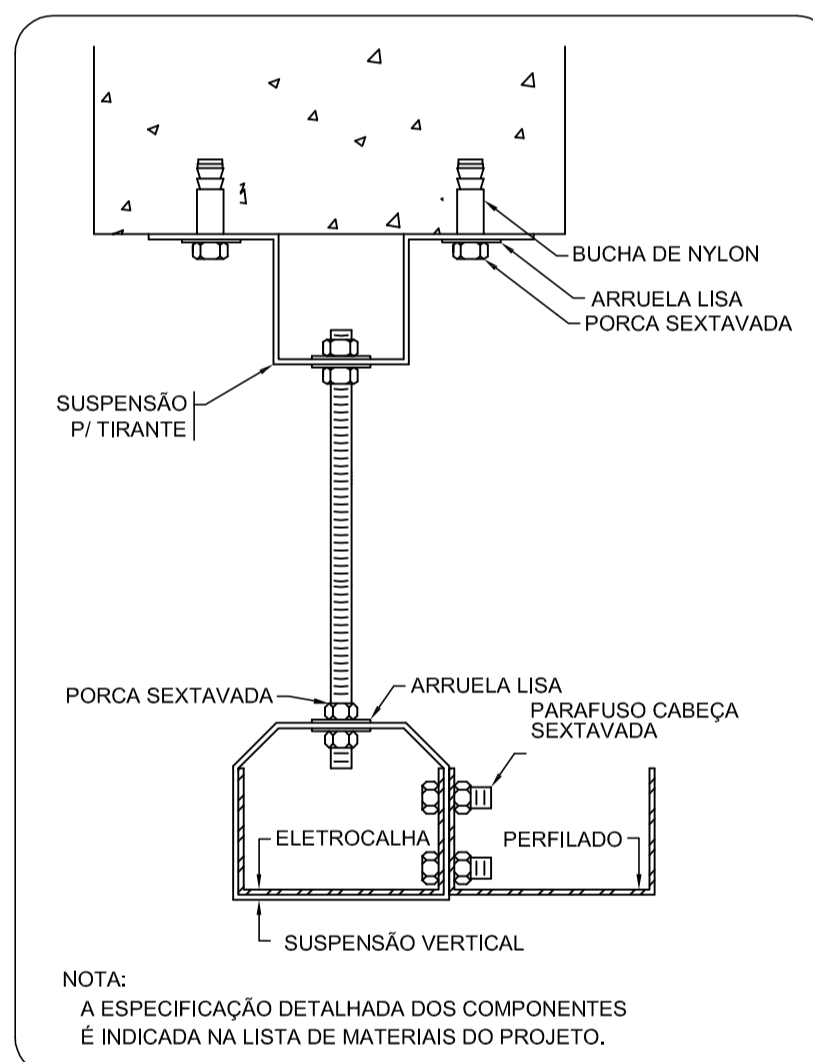 BUCHA DE NYLON
ARRUELA LISA
PORCA SEXTAVADA
SUSPENSÃO
P/ TIRANTE
PORCA SEXTAVADA
ARRUELA LISA
PARAFUSO CABEÇA
SEXTAVADA
ELETROCALHA
PERFILADO
SUSPENSÃO VERTICAL
NOTA:
A ESPECIFICAÇÃO DETALHADA DOS COMPONENTES
É INDICADA NA LISTA DE MATERIAIS DO PROJETO.